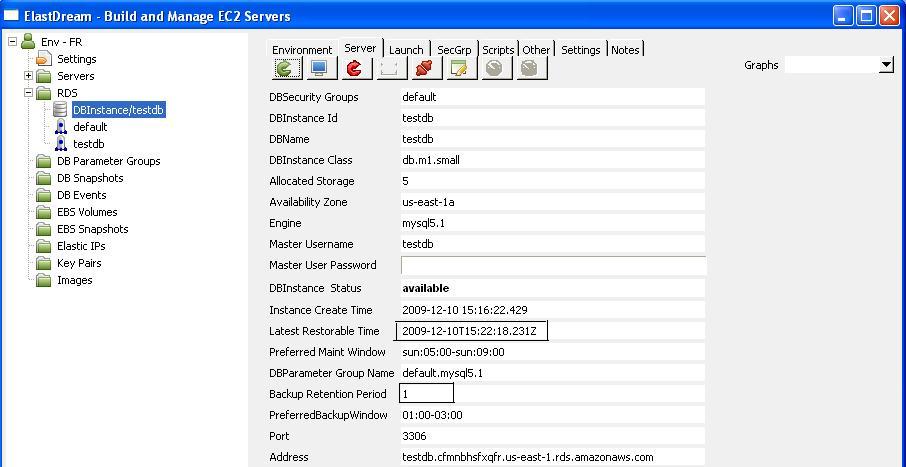 ElastDream - Build and Manage EC2 Servers
Env - FR
Settings
Servers
RDS
DBInstance/testdb
default
testdb
DB Parameter Groups
DB Snapshots
DB Events
EBS Volumes
EBS Snapshots
Elastic IPs
Key Pairs
Images
Environment Server Launch SecGrp Scripts Other Settings Notes
Graphs
DBSecurity Groups default
DBInstance Id testdb
DBName testdb
DBInstance Class db.m1.small
Allocated Storage 5
Availability Zone us-east-1a
Engine mysql5.1
Master Username testdb
Master User Password
DBInstance Status available
Instance Create Time 2009-12-10 15:16:22.429
Latest Restorable Time 2009-12-10T15:22:18.231Z
Preferred Maint Window sun:05:00-sun:09:00
DBParameter Group Name default.mysql5.1
Backup Retention Period 1
PreferredBackupWindow 01:00-03:00
Port 3306
Address testdb.cfmnbhsfxqfr.us-east-1.rds.amazonaws.com